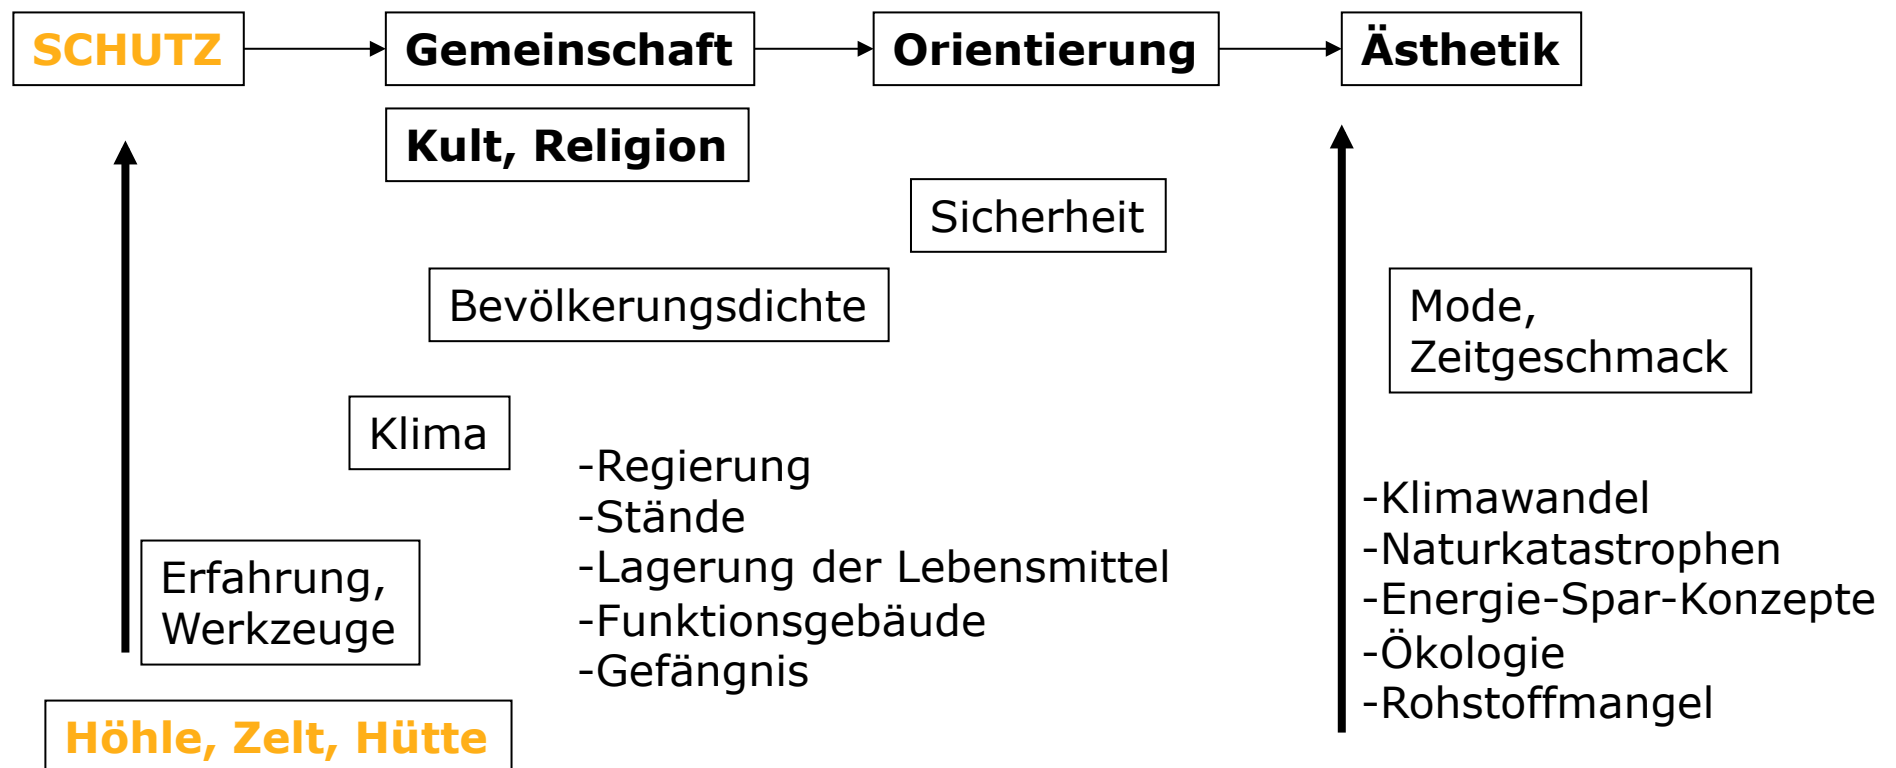 SCHUTZ
Gemeinschaft
Orientierung
Ästhetik
Kult, Religion
Sicherheit
Bevölkerungsdichte
Mode,
Zeitgeschmack
Klima
-Regierung
-Stände
-Lagerung der Lebensmittel
-Funktionsgebäude
-Gefängnis
-Klimawandel
-Naturkatastrophen
-Energie-Spar-Konzepte
-Ökologie
-Rohstoffmangel
Erfahrung,
Werkzeuge
Höhle, Zelt, Hütte